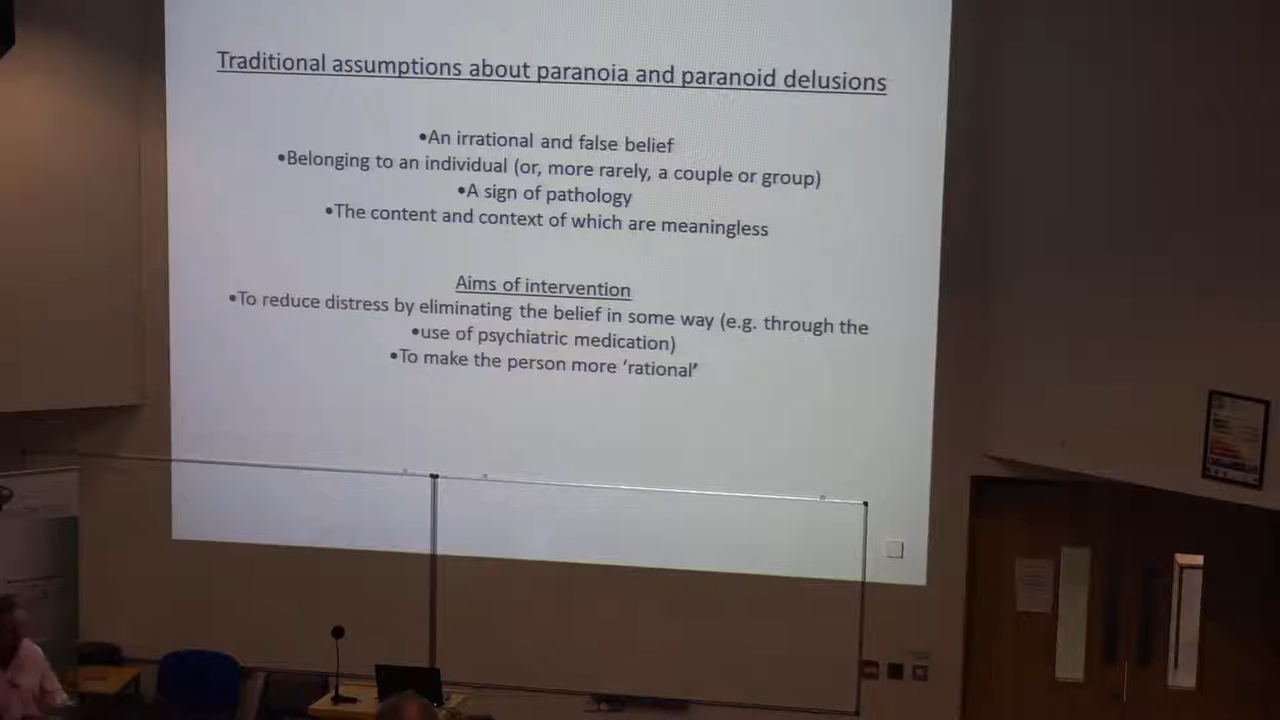 Traditional assumptions about paranoia and paranoid delusions
•An irrational and false belief
•Belonging to an individual (or, more rarely, a couple or group)
•A sign of pathology
•The content and context of which are meaningless
Aims of intervention
•To reduce distress by eliminating the belief in some way (e.g. through the
•use of psychiatric medication)
•To make the person more ‘rational’